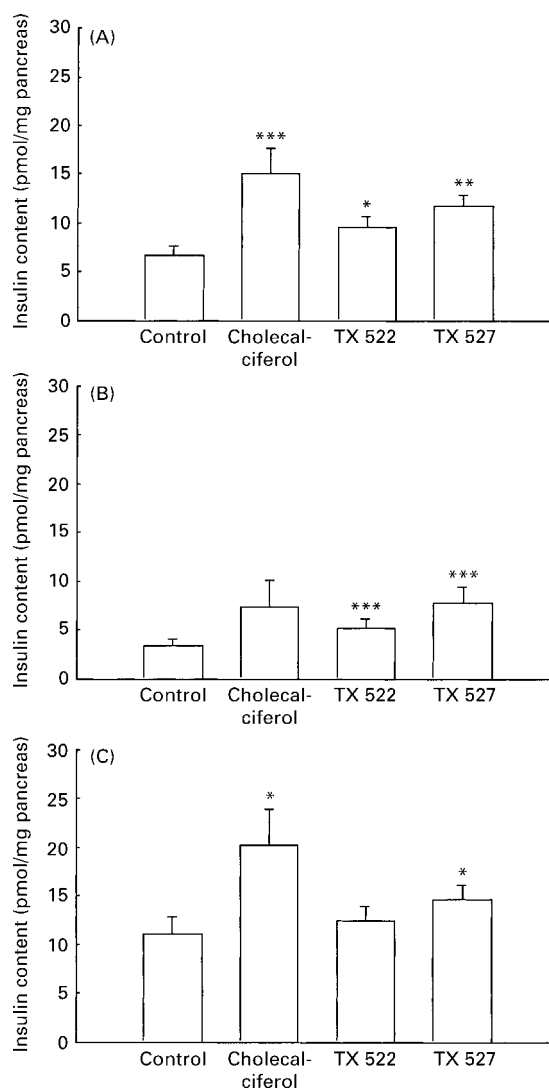 (A)
Insulin content (pmol/mg pancreas)
30
25
20
15
10
5
0
***
*
**
Control
Cholecal-
ciferol
TX 522
TX 527
(B)
Insulin content (pmol/mg pancreas)
30
25
20
15
10
5
0
***
***
Control
Cholecal-
ciferol
TX 522
TX 527
(C)
Insulin content (pmol/mg pancreas)
30
25
20
15
10
5
0
*
*
Control
Cholecal-
ciferol
TX 522
TX 527